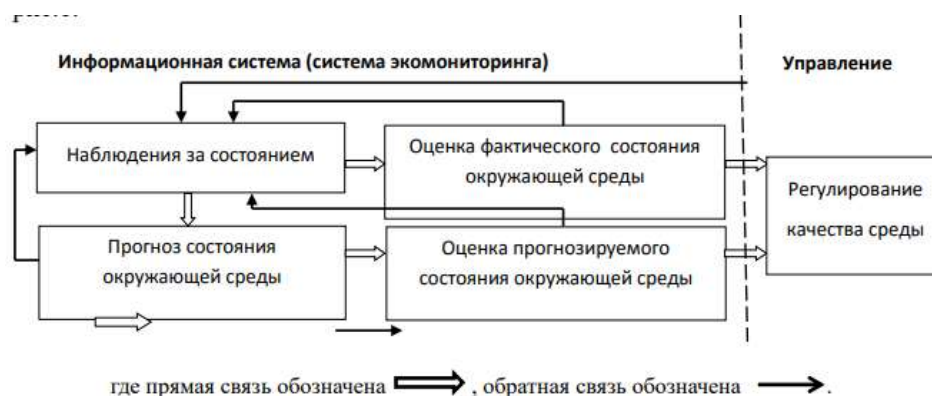 Информационная система (система экомониторинга)
Управление
Наблюдения за состоянием
Оценка фактического состояния
окружающей среды
Регулирование
качества среды
Прогноз состояния
окружающей среды
Оценка прогнозируемого
состояния окружающей среды
где прямая связь обозначена , обратная связь обозначена .